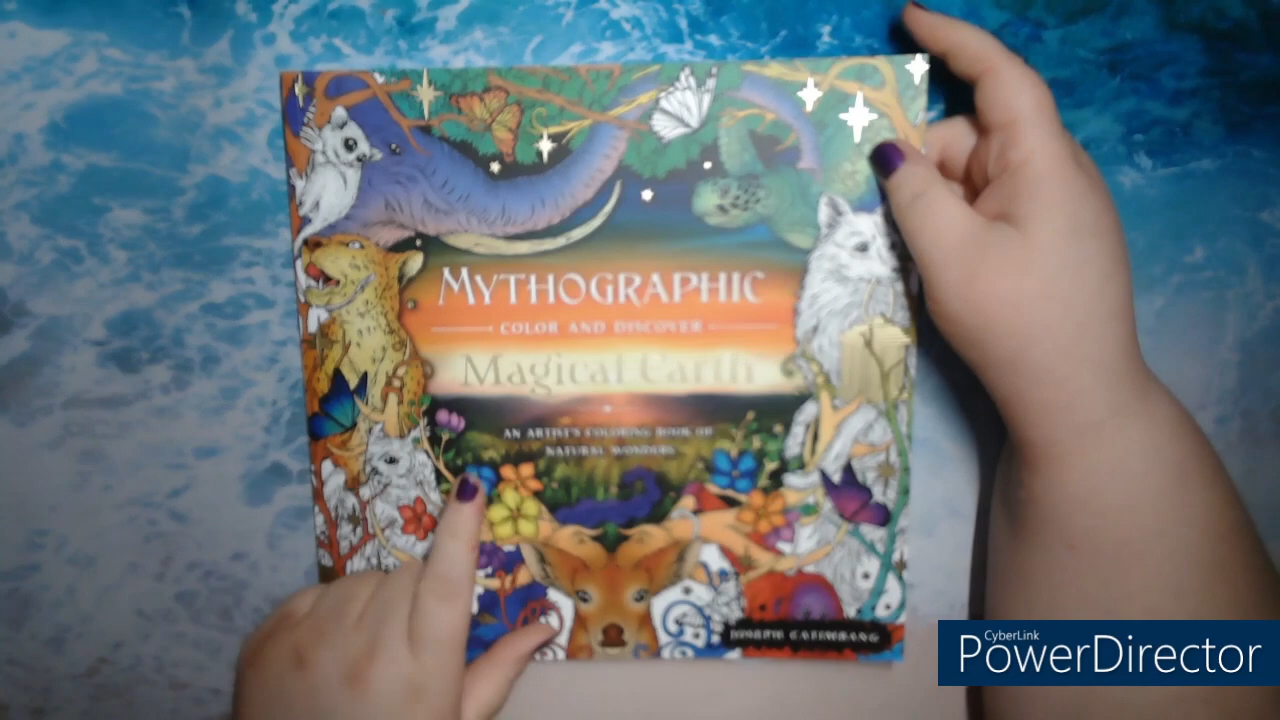 MYTHOGRAPHIC
COLOR AND DISCOVER
Magical Earth
AN ARTIST'S COLORING BOOK OF
NATURAL WONDERS
JOSEPH CATIMBANG
CyberLink
PowerDirector